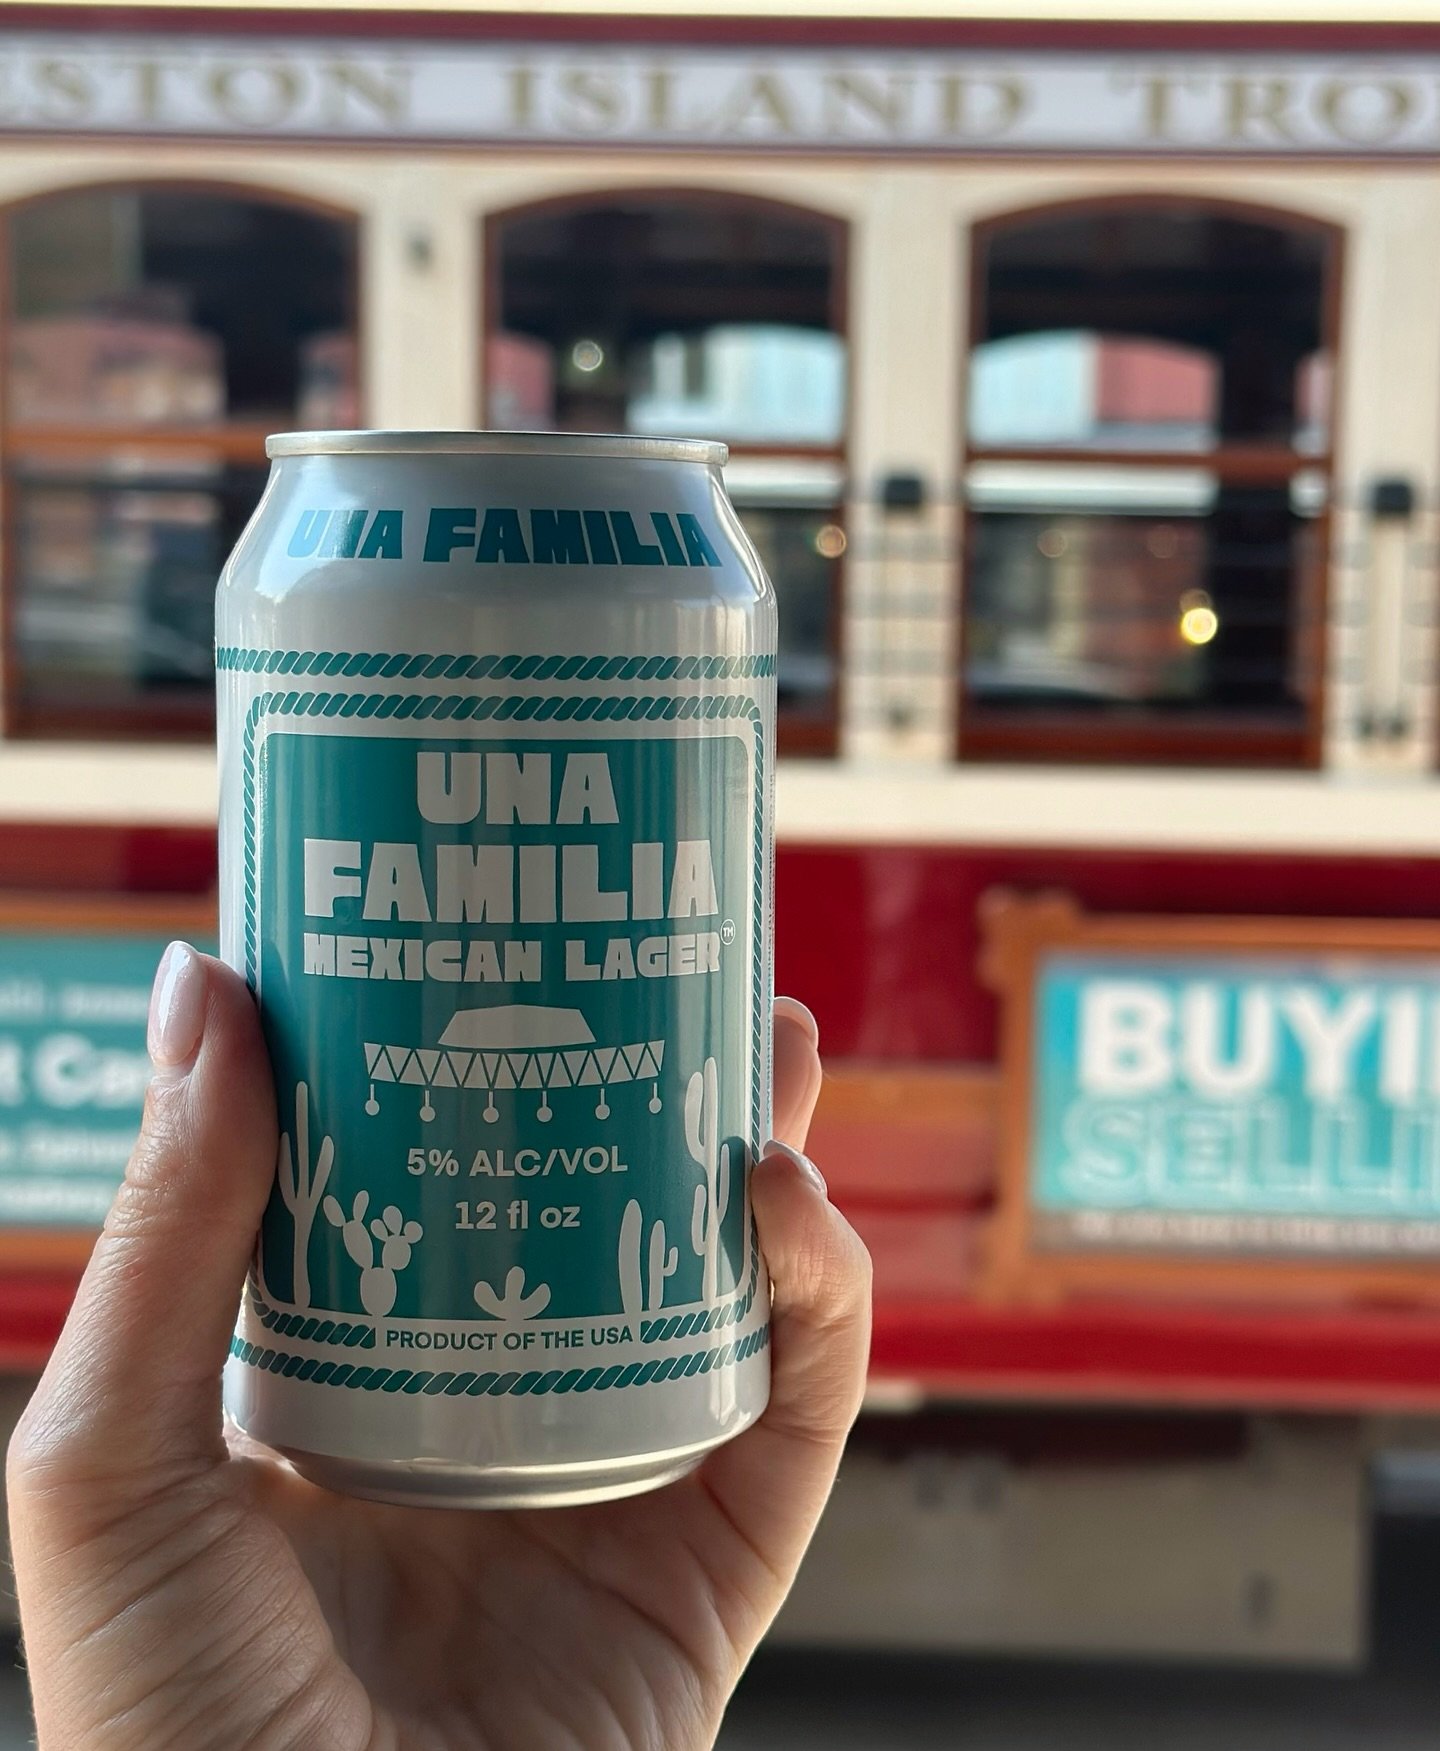 STON ISLAND TRO
UNA FAMILIA
UNA
FAMILIA
MEXICAN LAGER™
5% ALC/VOL
12 fl oz
PRODUCT OF THE USA
BUYI
SELLI